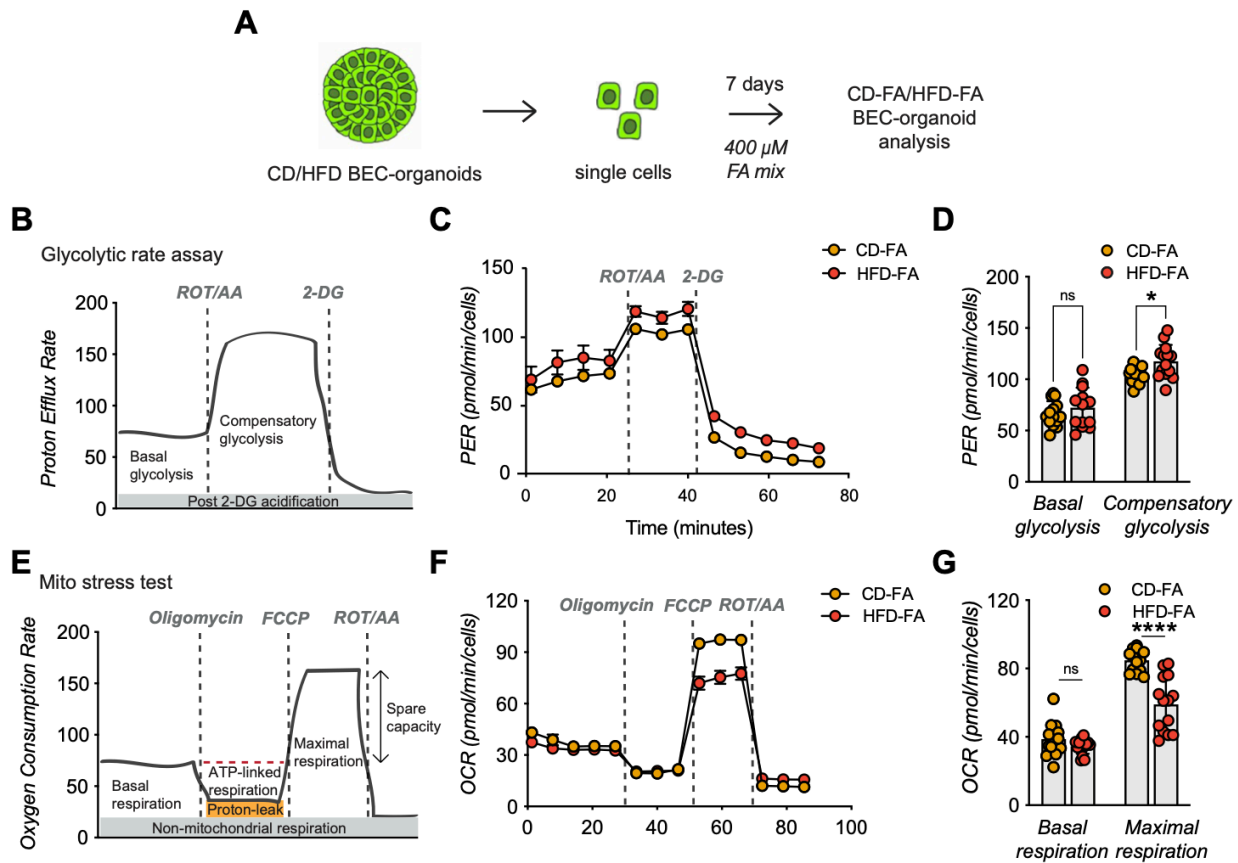 A
CD/HFD BEC-organoids
single cells
7 days
400 µM
FA mix
CD-FA/HFD-FA
BEC-organoid
analysis
B
Glycolytic rate assay
Proton Efflux Rate
200
150
100
50
0
ROT/AA
2-DG
Basal
glycolysis
Compensatory
glycolysis
Post 2-DG acidification
C
PER (pmol/min/cells)
150
100
50
0
ROT/AA
2-DG
CD-FA
HFD-FA
0
20
40
60
80
Time (minutes)
D
CD-FA
HFD-FA
PER (pmol/min/cells)
200
150
100
50
0
ns
*
Basal
glycolysis
Compensatory
glycolysis
E
Mito stress test
Oxygen Consumption Rate
200
150
100
50
0
Oligomycin
FCCP
ROT/AA
Basal
respiration
ATP-linked
respiration
Proton-leak
Maximal
respiration
Spare
capacity
Non-mitochondrial respiration
F
OCR (pmol/min/cells)
120
90
60
30
0
Oligomycin
FCCP
ROT/AA
CD-FA
HFD-FA
0
20
40
60
80
100
G
CD-FA
HFD-FA
OCR (pmol/min/cells)
120
80
40
0
ns
****
Basal
respiration
Maximal
respiration